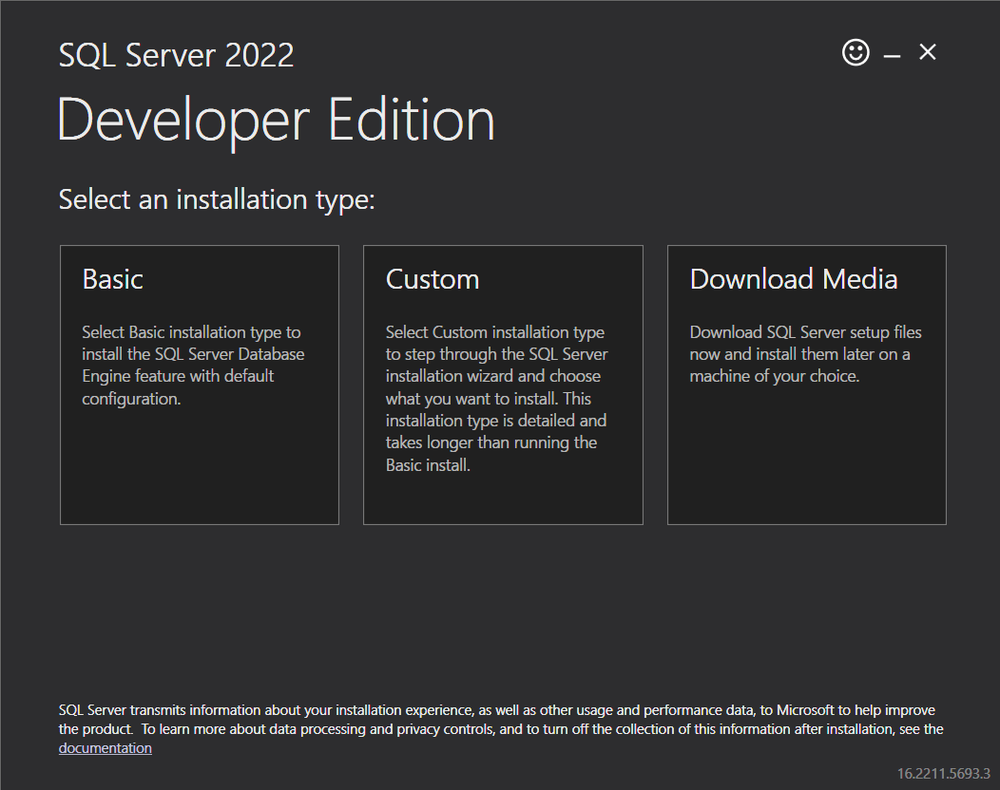 SQL Server 2022
Developer Edition
Select an installation type:
Basic
Select Basic installation type to
install the SQL Server Database
Engine feature with default
configuration.
Custom
Select Custom installation type
to step through the SQL Server
installation wizard and choose
what you want to install. This
installation type is detailed and
takes longer than running the
Basic install.
Download Media
Download SQL Server setup files
now and install them later on a
machine of your choice.
SQL Server transmits information about your installation experience, as well as other usage and performance data, to Microsoft to help improve
the product.  To learn more about data processing and privacy controls, and to turn off the collection of this information after installation, see the
documentation
16.2211.5693.3